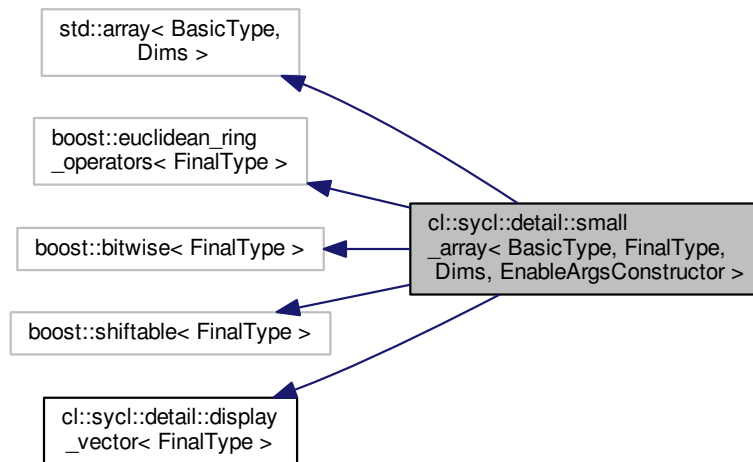 std::array< BasicType,
Dims >
boost::euclidean_ring
_operators< FinalType >
boost::bitwise< FinalType >
boost::shiftable< FinalType >
cl::sycl::detail::display
_vector< FinalType >
cl::sycl::detail::small
_array< BasicType, FinalType,
Dims, EnableArgsConstructor >